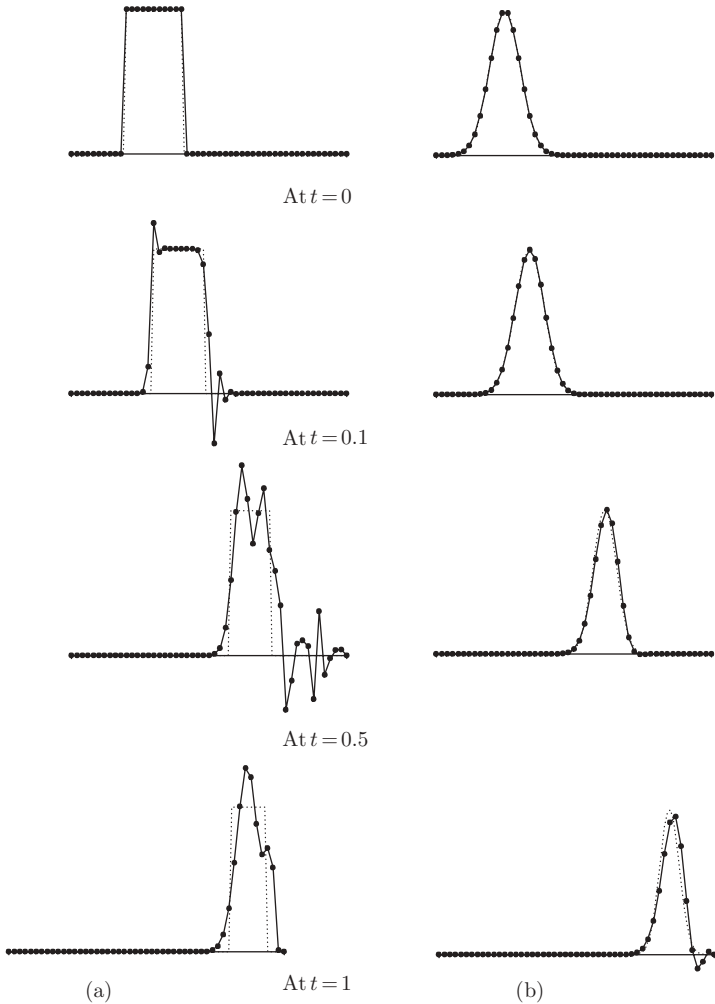 At t = 0
At t = 0.1
At t = 0.5
At t = 1
(a)
(b)